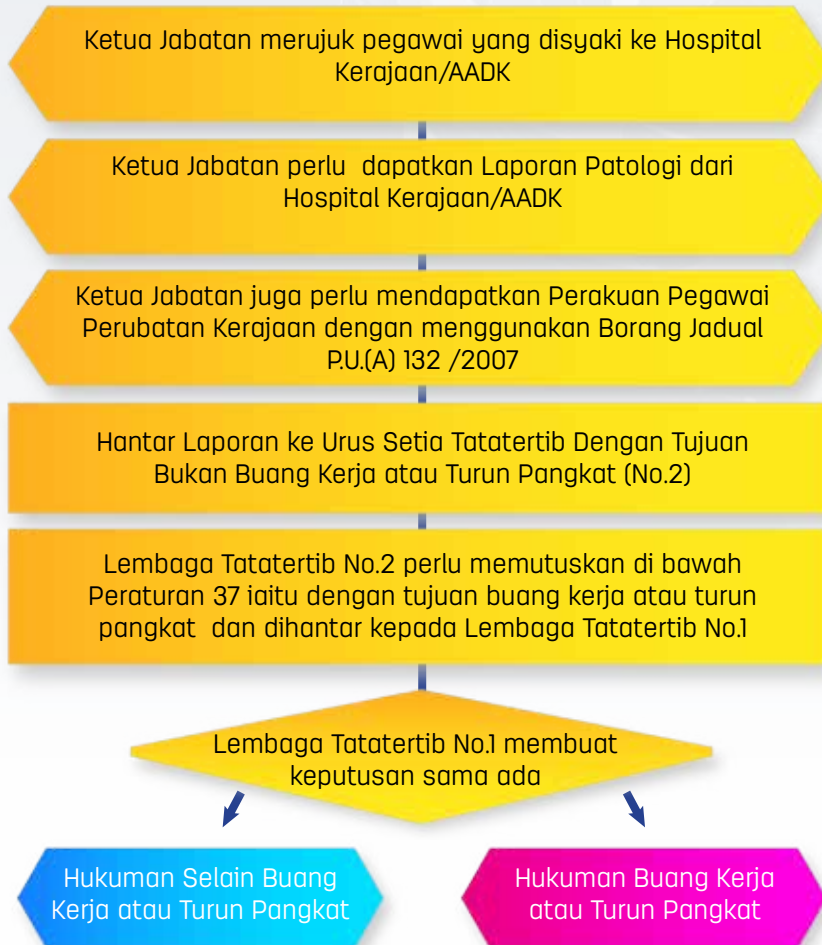 Ketua Jabatan merujuk pegawai yang disyaki ke Hospital
Kerajaan/AADK
Ketua Jabatan perlu dapatkan Laporan Patologi dari
Hospital Kerajaan/AADK
Ketua Jabatan juga perlu mendapatkan Perakuan Pegawai
Perubatan Kerajaan dengan menggunakan Borang Jadual
P.U.(A) 132 /2007
Hantar Laporan ke Urus Setia Tatatertib Dengan Tujuan
Bukan Buang Kerja atau Turun Pangkat (No.2)
Lembaga Tatatertib No.2 perlu memutuskan di bawah
Peraturan 37 iaitu dengan tujuan buang kerja atau turun
pangkat dan dihantar kepada Lembaga Tatatertib No.1
Lembaga Tatatertib No.1 membuat
keputusan sama ada
Hukuman Selain Buang
Kerja atau Turun Pangkat
Hukuman Buang Kerja
atau Turun Pangkat